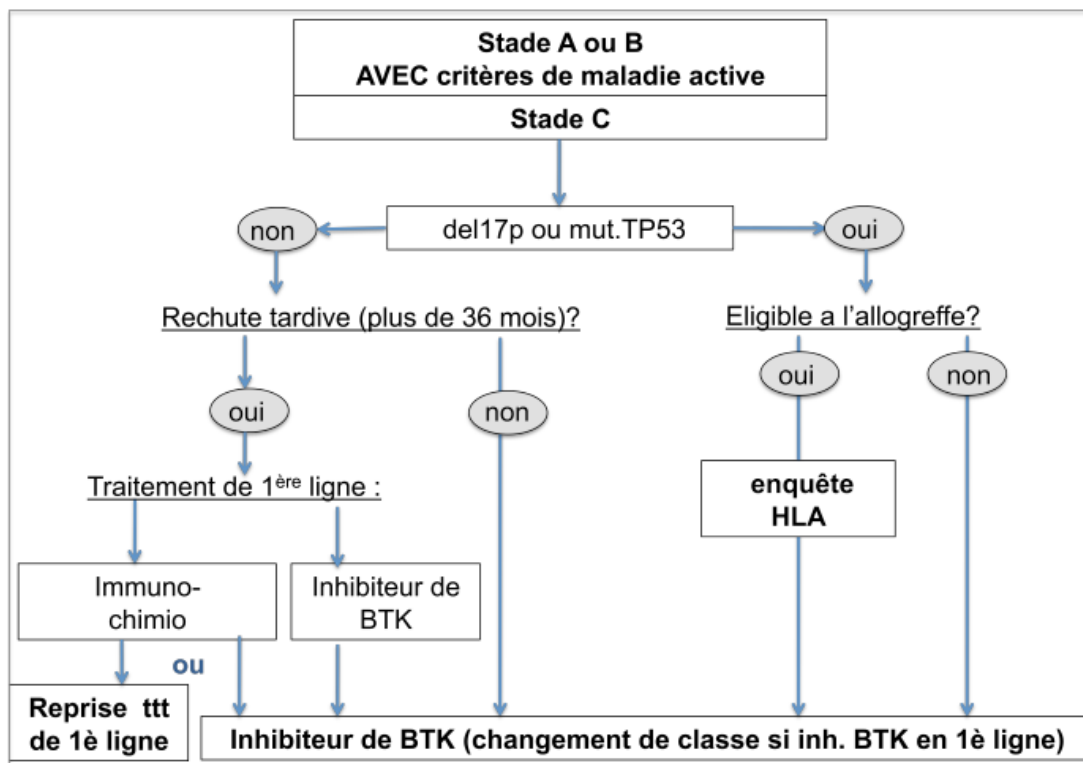 Stade A ou B
AVEC critères de maladie active
Stade C
non
del17p ou mut.TP53
oui
Rechute tardive (plus de 36 mois)?
Eligible a l'allogreffe?
oui
non
oui
non
Traitement de 1ère ligne :
enquête
HLA
Immuno-
chimio
Inhibiteur de
BTK
ou
Reprise ttt
de 1è ligne
Inhibiteur de BTK (changement de classe si inh. BTK en 1è ligne)